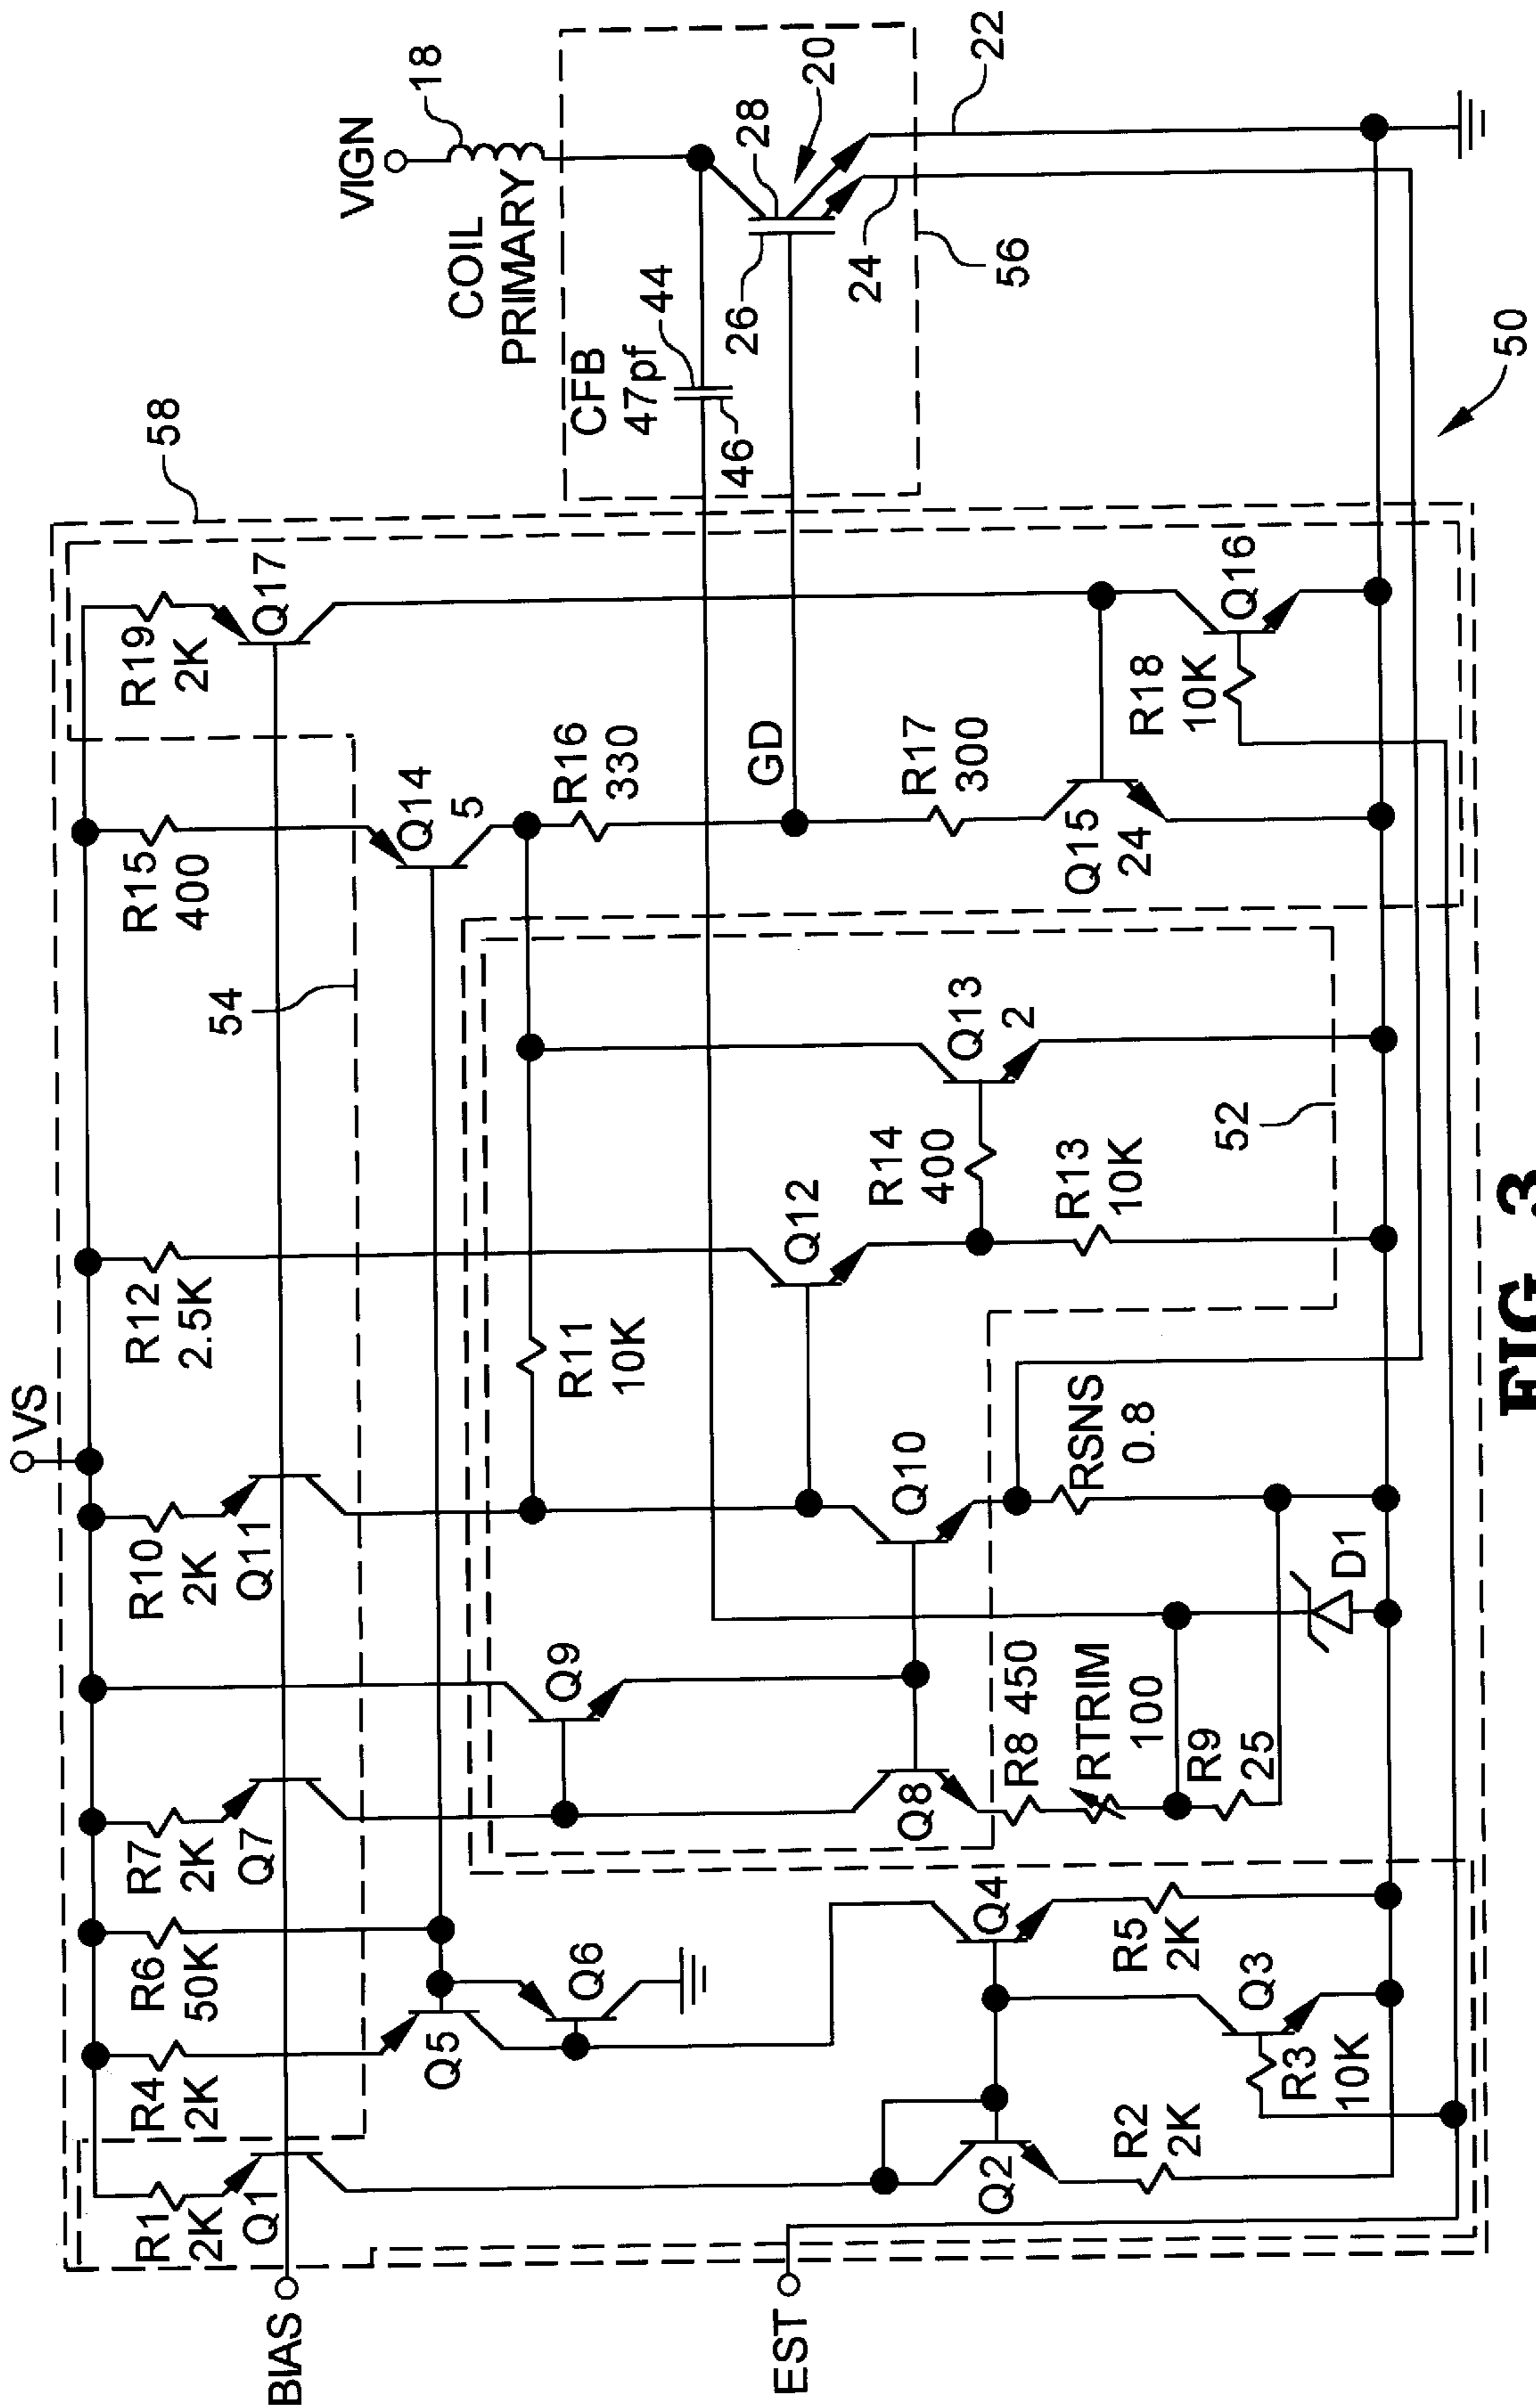 VS
VIGN
18
COIL
PRIMARY
58
R1
2K
Q1
R4
2K
R6
50K
R7
2K
Q7
R10
2K
Q11
R12
2.5K
54
R15
400
R19
2K
Q17
BIAS
Q5
Q6
Q9
R11
10K
Q14
5
R16
330
CFB
47pf
44
46
26
28
20
EST
Q12
GD
24
22
56
Q2
Q4
Q8
Q10
R14
400
Q13
2
R17
300
Q15
24
R18
10K
Q16
R2
2K
R3
10K
Q3
R5
2K
R8 450
RTRIM
100
R9
25
D1
RSNS
0.8
R13
10K
52
50
FIG. 3